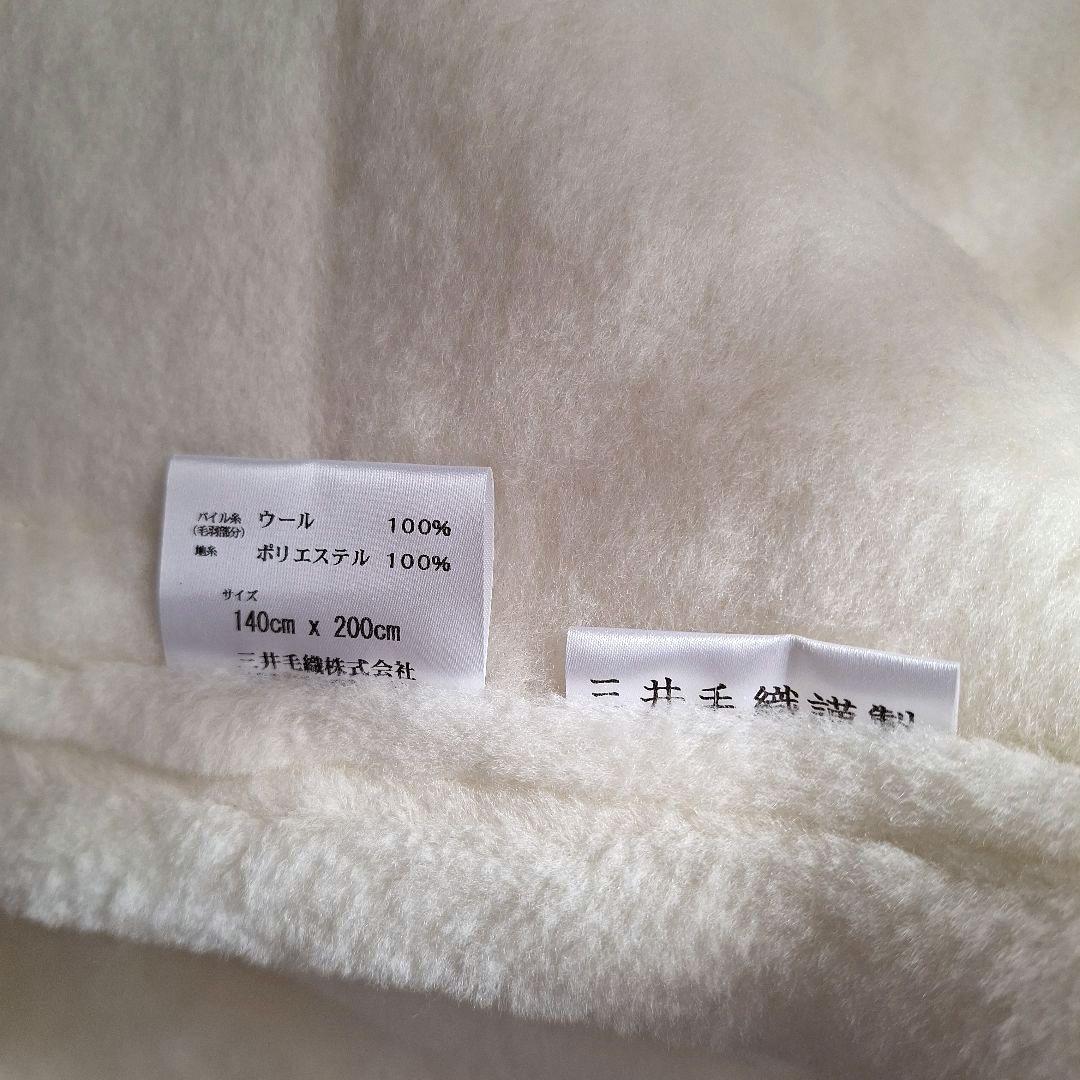 パイル糸 ウール 100%
(毛羽部分)
地糸 ポリエステル 100%
サイズ
140cm x 200cm
三井毛織株式会社
三井毛織謹製